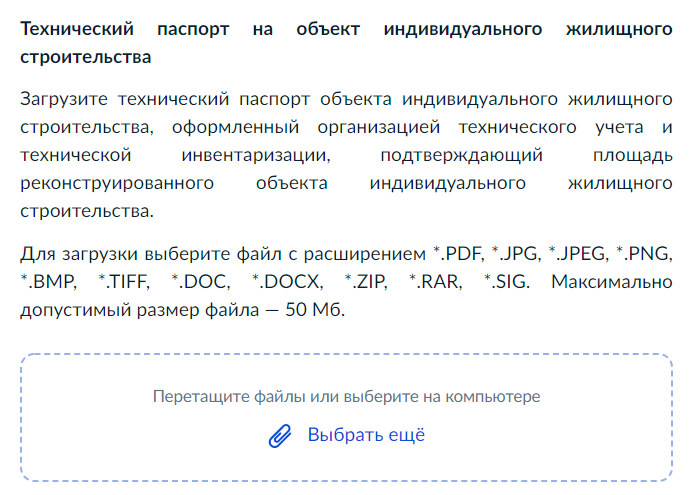 Технический паспорт на объект индивидуального жилищного
строительства
Загрузите технический паспорт объекта индивидуального жилищного
строительства, оформленный организацией технического учета и
технической инвентаризации, подтверждающий площадь
реконструированного объекта индивидуального жилищного
строительства.
Для загрузки выберите файл с расширением *.PDF, *.JPG, *.JPEG, *.PNG,
*.BMP, *.TIFF, *.DOC, *.DOCX, *.ZIP, *.RAR, *.SIG. Максимально
допустимый размер файла — 50 Мб.
Перетащите файлы или выберите на компьютере
Выбрать ещё